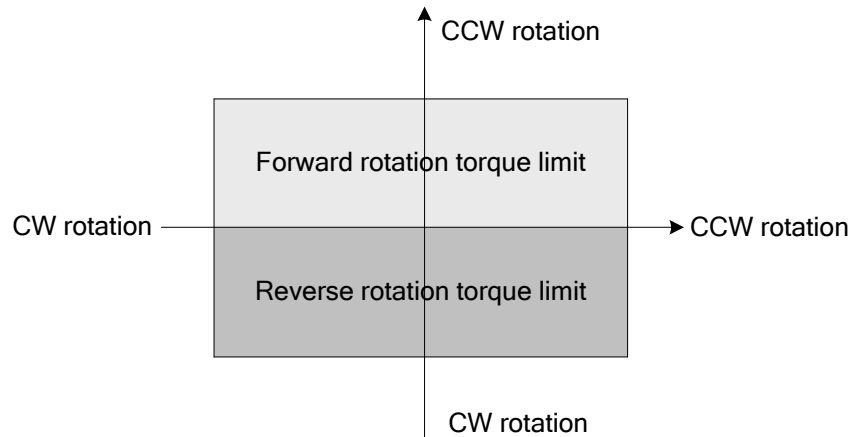 CCW rotation
Forward rotation torque limit
CW rotation
CCW rotation
Reverse rotation torque limit
CW rotation